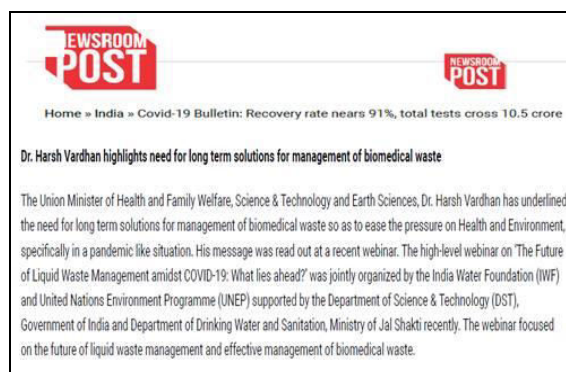 NEWSROOM
POST
NEWSROOM
POST
Home » India » Covid-19 Bulletin: Recovery rate nears 91%, total tests cross 10.5 crore
Dr. Harsh Vardhan highlights need for long term solutions for management of biomedical waste
The Union Minister of Health and Family Welfare, Science & Technology and Earth Sciences, Dr. Harsh Vardhan has underlined
the need for long term solutions for management of biomedical waste so as to ease the pressure on Health and Environment,
specifically in a pandemic like situation. His message was read out at a recent webinar. The high-level webinar on 'The Future
of Liquid Waste Management amidst COVID-19: What lies ahead?' was jointly organized by the India Water Foundation (IWF)
and United Nations Environment Programme (UNEP) supported by the Department of Science & Technology (DST),
Government of India and Department of Drinking Water and Sanitation, Ministry of Jal Shakti recently. The webinar focused
on the future of liquid waste management and effective management of biomedical waste.